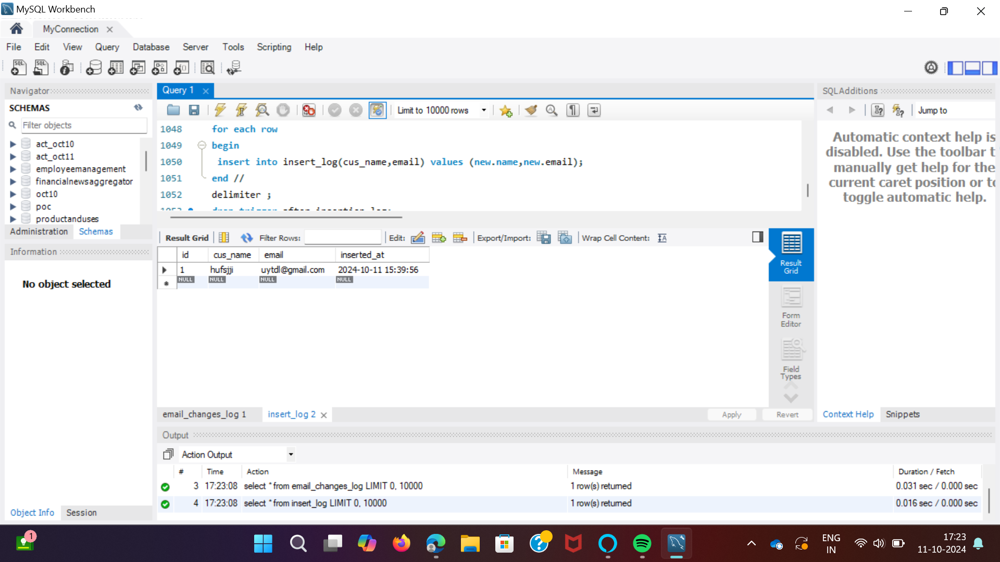 MySQL Workbench
MyConnection
File Edit View Query Database Server Tools Scripting Help
Navigator
SCHEMAS
Filter objects
act_oct10
act_oct11
employeemanagement
financialnewsaggregator
oct10
poc
productanduses
Administration Schemas
Information
No object selected
Object Info Session
Query 1
Limit to 10000 rows
1048 for each row
1049 begin
1050 insert into insert_log(cus_name,email) values (new.name,new.email);
1051 end //
1052 delimiter ;
Result Grid Filter Rows: Edit: Export/Import: Wrap Cell Content:
id cus_name email inserted_at
1 hufsjji uytdl@gmail.com 2024-10-11 15:39:56
NULL NULL NULL NULL
Result
Grid
Form
Editor
Field
Types
email_changes_log 1 insert_log 2 Apply Revert
SQLAdditions
Jump to
Automatic context help is
disabled. Use the toolbar t
manually get help for the
current caret position or to
toggle automatic help.
Context Help Snippets
Output
Action Output
# Time Action Message Duration / Fetch
3 17:23:08 select * from email_changes_log LIMIT 0, 10000 1 row(s) returned 0.031 sec / 0.000 sec
4 17:23:08 select * from insert_log LIMIT 0, 10000 1 row(s) returned 0.016 sec / 0.000 sec
1
ENG
IN
17:23
11-10-2024